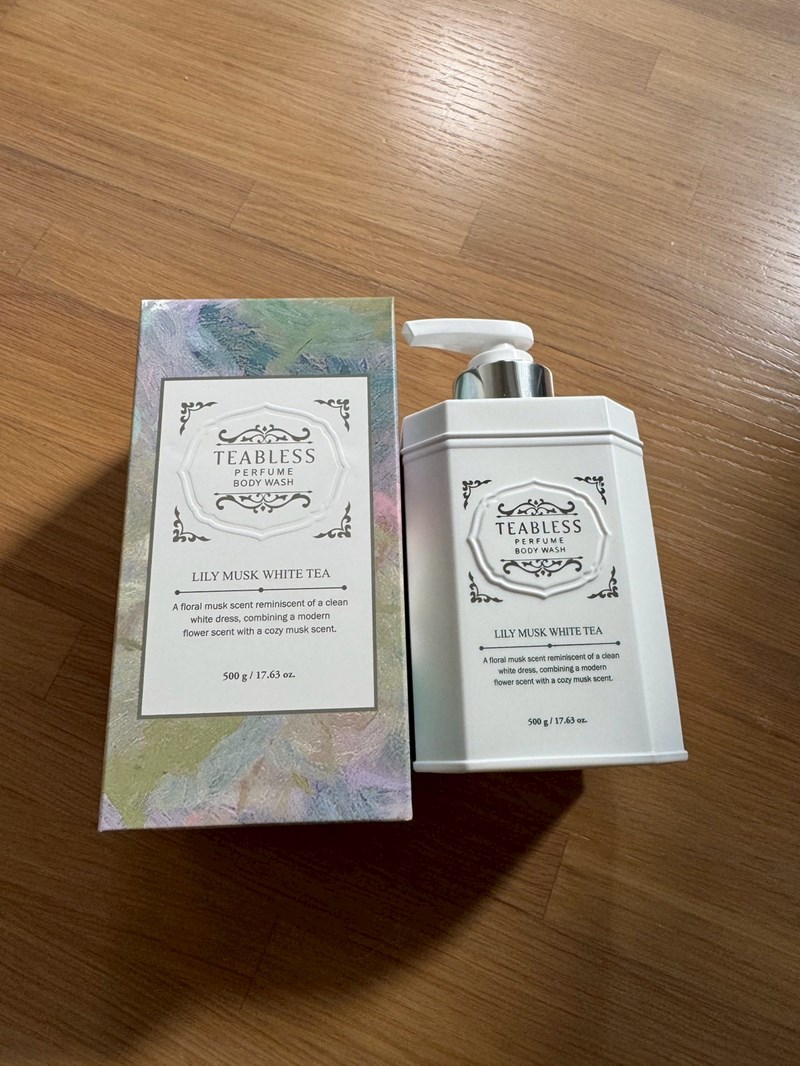 TEABLESS
PERFUME
BODY WASH
LILY MUSK WHITE TEA
A floral musk scent reminiscent of a clean
white dress, combining a modern
flower scent with a cozy musk scent.
500 g / 17.63 oz.
TEABLESS
PERFUME
BODY WASH
LILY MUSK WHITE TEA
A floral musk scent reminiscent of a clean
white dress, combining a modern
flower scent with a cozy musk scent.
500 g / 17.63 oz.